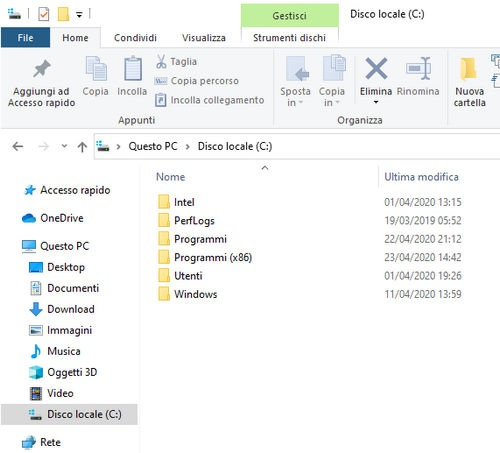 Gestisci
Disco locale (C:)
File
Home
Condividi
Visualizza
Strumenti dischi
Aggiungi ad
Accesso rapido
Copia
Incolla
Taglia
Copia percorso
Incolla collegamento
Appunti
Sposta
in
Copia
in
Elimina
Rinomina
Organizza
Nuova
cartella
Questo PC > Disco locale (C:)
Nome Ultima modifica
Accesso rapido
OneDrive
Questo PC
Desktop
Documenti
Download
Immagini
Musica
Oggetti 3D
Video
Disco locale (C:)
Rete
Intel 01/04/2020 13:15
PerfLogs 19/03/2019 05:52
Programmi 22/04/2020 21:12
Programmi (x86) 23/04/2020 14:42
Utenti 01/04/2020 19:26
Windows 11/04/2020 13:59